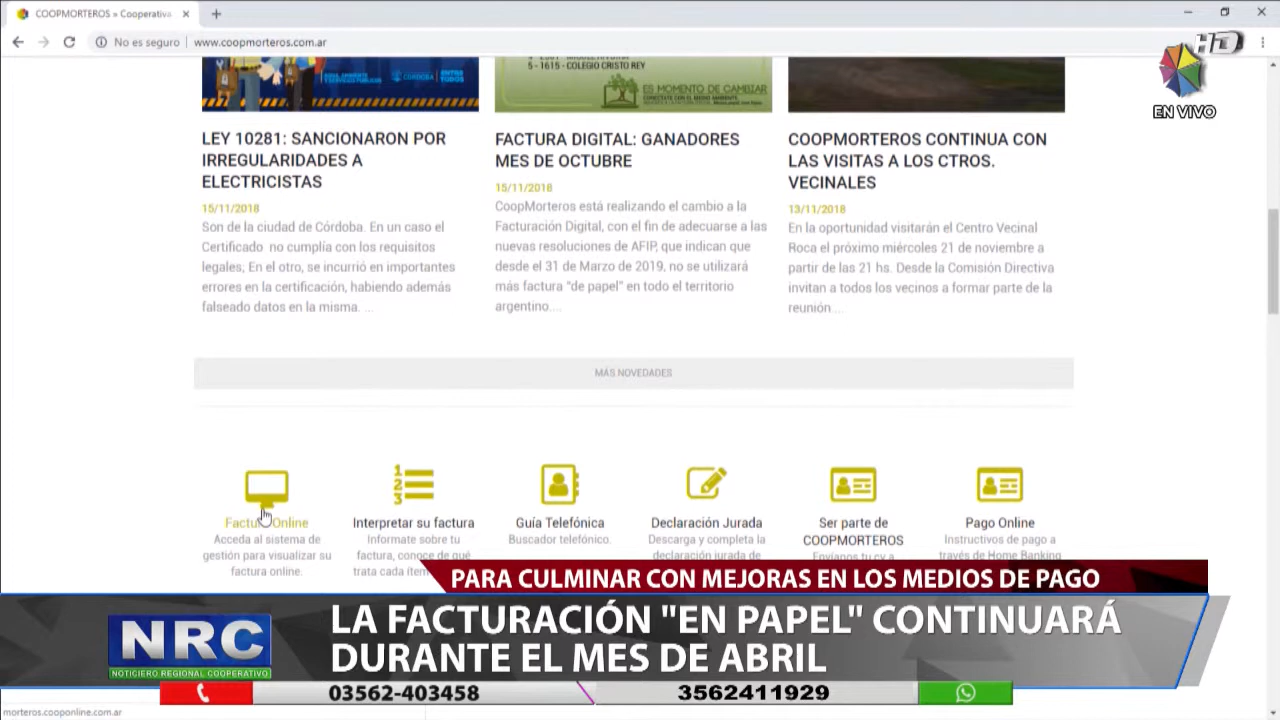 COOPMORTEROS » Cooperativa
No es seguro
www.coopmorteros.com.ar
HD
EN VIVO
5 - 1615 - COLEGIO CRISTO REY
ES MOMENTO DE CAMBIAR
CÓRDOBA
ENTRE TODOS
LEY 10281: SANCIONARON POR
IRREGULARIDADES A
ELECTRICISTAS
15/11/2018
Son de la ciudad de Córdoba. En un caso el
Certificado no cumplía con los requisitos
legales; En el otro, se incurrió en importantes
errores en la certificación, habiendo además
falseado datos en la misma. ...
FACTURA DIGITAL: GANADORES
MES DE OCTUBRE
15/11/2018
CoopMorteros está realizando el cambio a la
Facturación Digital, con el fin de adecuarse a las
nuevas resoluciones de AFIP, que indican que
desde el 31 de Marzo de 2019, no se utilizará
más factura "de papel" en todo el territorio
argentino....
COOPMORTEROS CONTINUA CON
LAS VISITAS A LOS CTROS.
VECINALES
13/11/2018
En la oportunidad visitarán el Centro Vecinal
Roca el próximo miércoles 21 de noviembre a
partir de las 21 hs. Desde la Comisión Directiva
invitan a todos los vecinos a formar parte de la
reunión...
MÁS NOVEDADES
Factura Online
Acceda al sistema de
gestión para visualizar su
factura online.
1
2
3
Interpretar su factura
Informate sobre tu
factura, conoce de qué
trata cada ítem
Guía Telefónica
Buscador telefónico.
Declaración Jurada
Descarga y completa la
declaración jurada de
Ser parte de
COOPMORTEROS
Envíanos tu cv a
Pago Online
Instructivos de pago a
través de Home Banking
PARA CULMINAR CON MEJORAS EN LOS MEDIOS DE PAGO
LA FACTURACIÓN "EN PAPEL" CONTINUARÁ
DURANTE EL MES DE ABRIL
NRC
NOTICIERO REGIONAL COOPERATIVO
03562-403458
3562411929
morteros.cooponline.com.ar